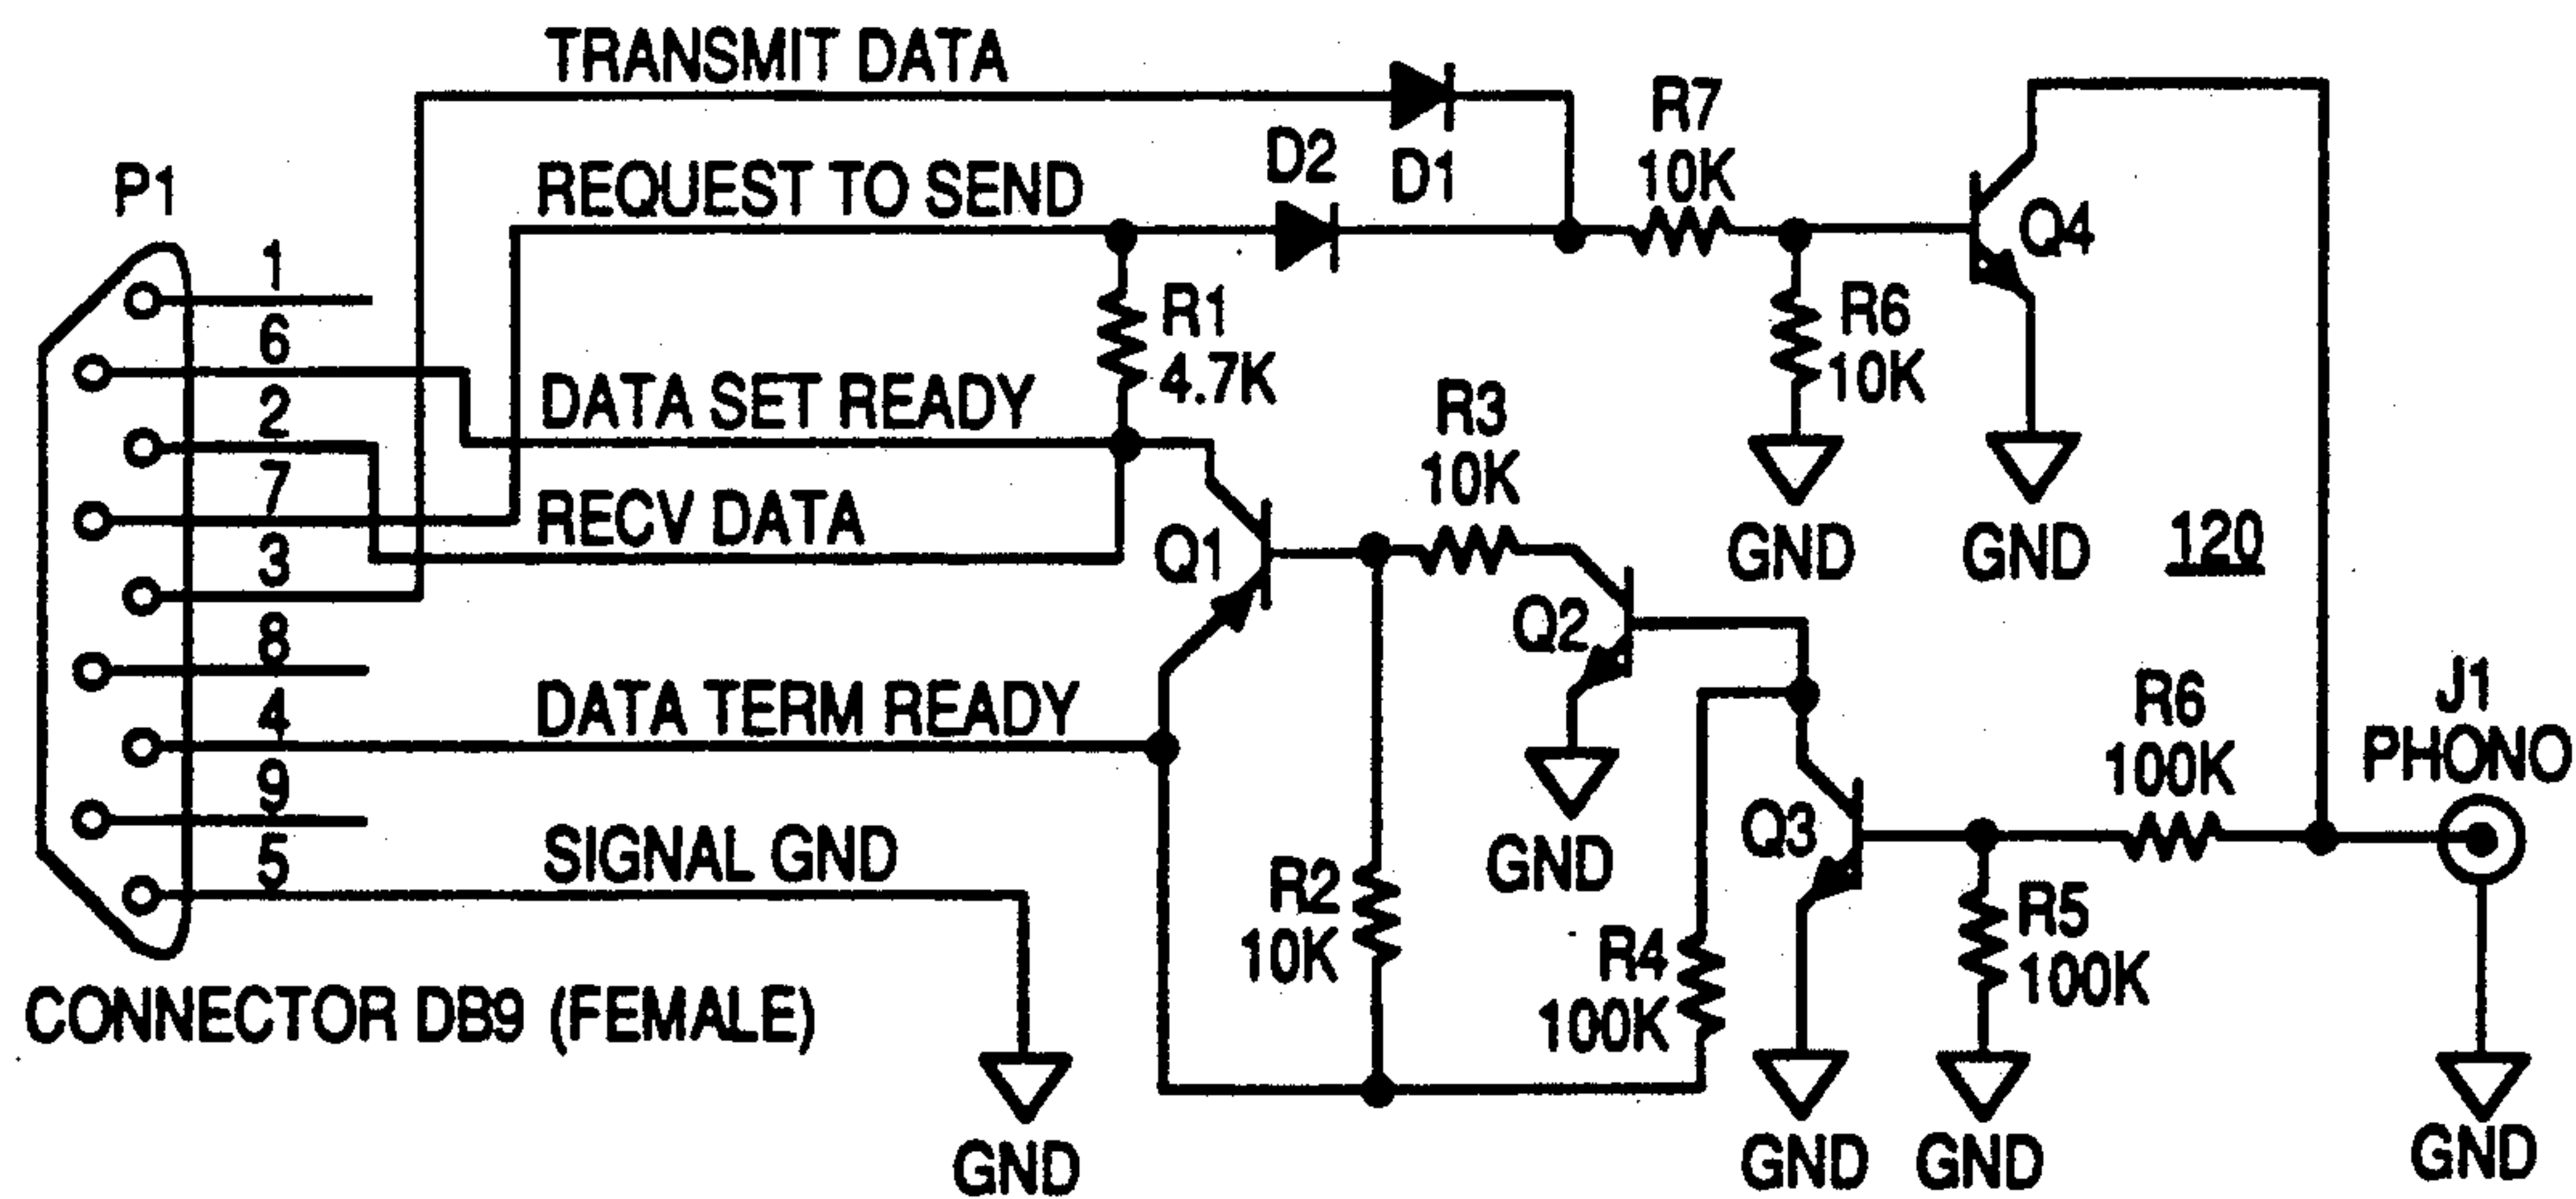 TRANSMIT DATA
P1
REQUEST TO SEND
D2
D1
R7
10K
Q4
1
6
2
7
3
8
4
9
5
R1
4.7K
R6
10K
DATA SET READY
R3
10K
RECV DATA
Q1
GND
GND
120
Q2
DATA TERM READY
R6
100K
J1
PHONO
SIGNAL GND
GND
Q3
R2
10K
R4
100K
R5
100K
CONNECTOR DB9 (FEMALE)
GND
GND
GND
GND